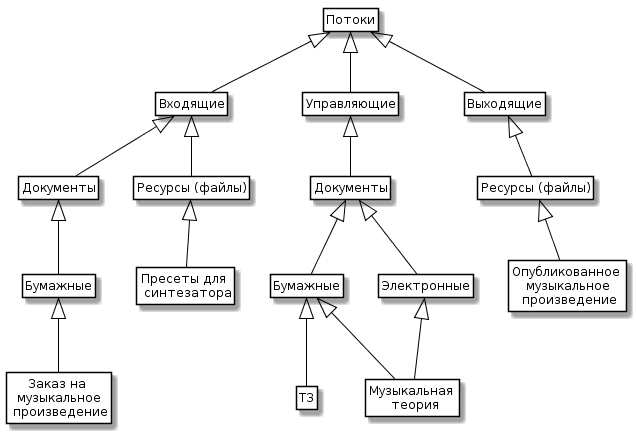 Потоки
Входящие
Управляющие
Выходящие
Документы
Ресурсы (файлы)
Документы
Ресурсы (файлы)
Бумажные
Пресеты для
синтезатора
Бумажные
Электронные
Опубликованное
музыкальное
произведение
Заказ на
музыкальное
произведение
ТЗ
Музыкальная
теория